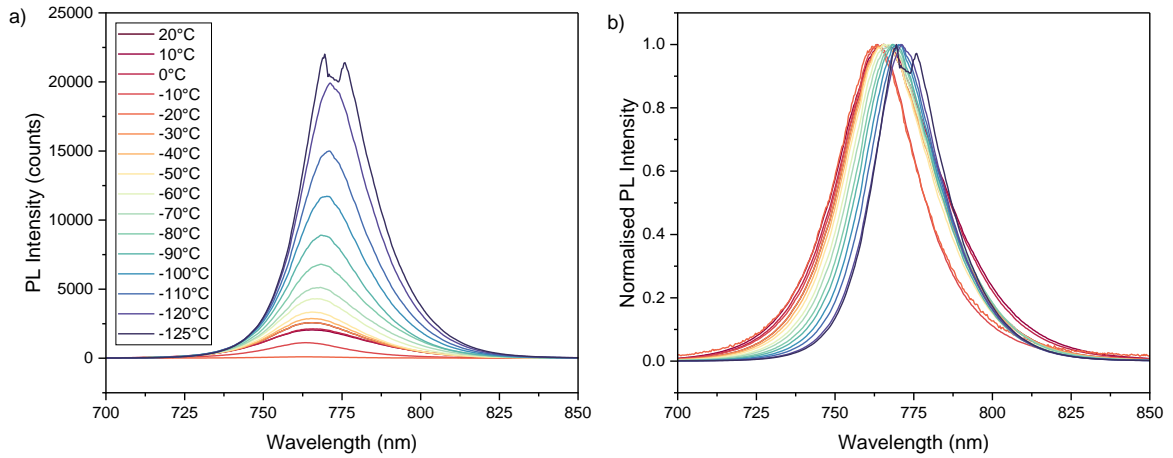 a)
25000
20000
15000
10000
5000
0
PL Intensity (counts)
20°C
10°C
0°C
-10°C
-20°C
-30°C
-40°C
-50°C
-60°C
-70°C
-80°C
-90°C
-100°C
-110°C
-120°C
-125°C
700 725 750 775 800 825 850
Wavelength (nm)
b)
1.0
0.8
0.6
0.4
0.2
0.0
Normalised PL Intensity
700 725 750 775 800 825 850
Wavelength (nm)